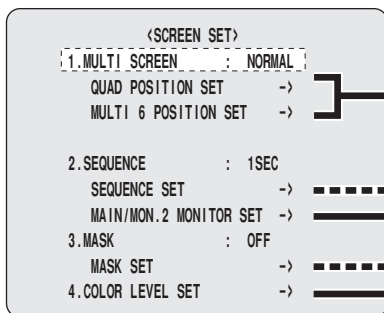 <SCREEN SET>
1.MULTI SCREEN : NORMAL
QUAD POSITION SET ->
MULTI 6 POSITION SET ->
2.SEQUENCE : 1SEC
SEQUENCE SET ->
MAIN/MON.2 MONITOR SET ->
3.MASK : OFF
MASK SET ->
4.COLOR LEVEL SET ->